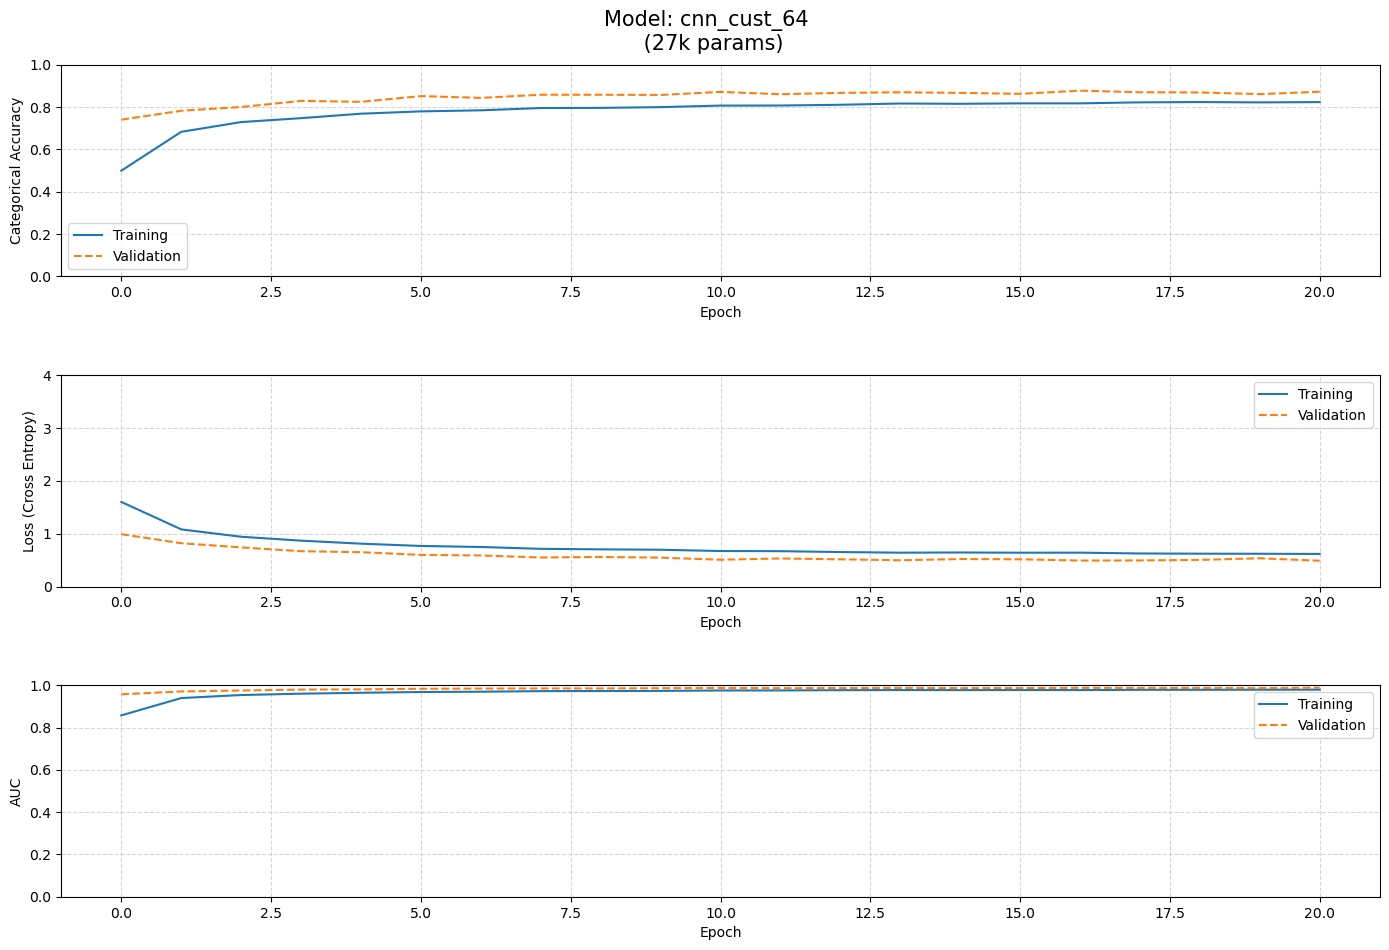 Model: cnn_cust_64
(27k params)
1.0
0.8
0.6
0.4
0.2
0.0
Categorical Accuracy
Training
Validation
0.0 2.5 5.0 7.5 10.0 12.5 15.0 17.5 20.0
Epoch
4
3
2
1
0
Loss (Cross Entropy)
Training
Validation
0.0 2.5 5.0 7.5 10.0 12.5 15.0 17.5 20.0
Epoch
1.0
0.8
0.6
0.4
0.2
0.0
AUC
Training
Validation
0.0 2.5 5.0 7.5 10.0 12.5 15.0 17.5 20.0
Epoch